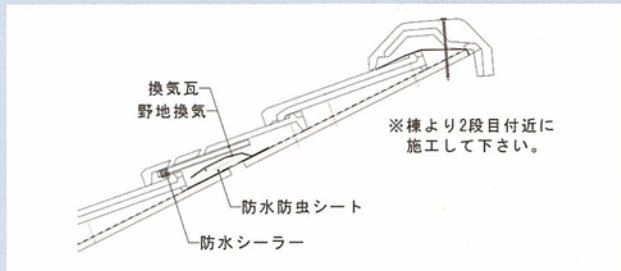 換気瓦
野地換気
※棟より2段目付近に
施工して下さい。
防水防虫シート
防水シーラー